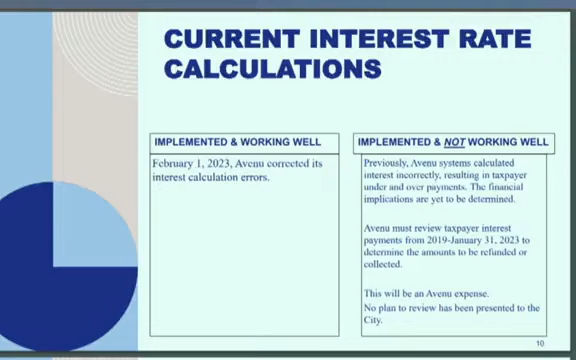 CURRENT INTEREST RATE
CALCULATIONS
IMPLEMENTED & WORKING WELL
February 1, 2023, Avenu corrected its
interest calculation errors.
IMPLEMENTED & NOT WORKING WELL
Previously, Avenu systems calculated
interest incorrectly, resulting in taxpayer
under and over payments. The financial
implications are yet to be determined.
Avenu must review taxpayer interest
payments from 2019-January 31, 2023 to
determine the amounts to be refunded or
collected.
This will be an Avenu expense.
No plan to review has been presented to the
City.
10